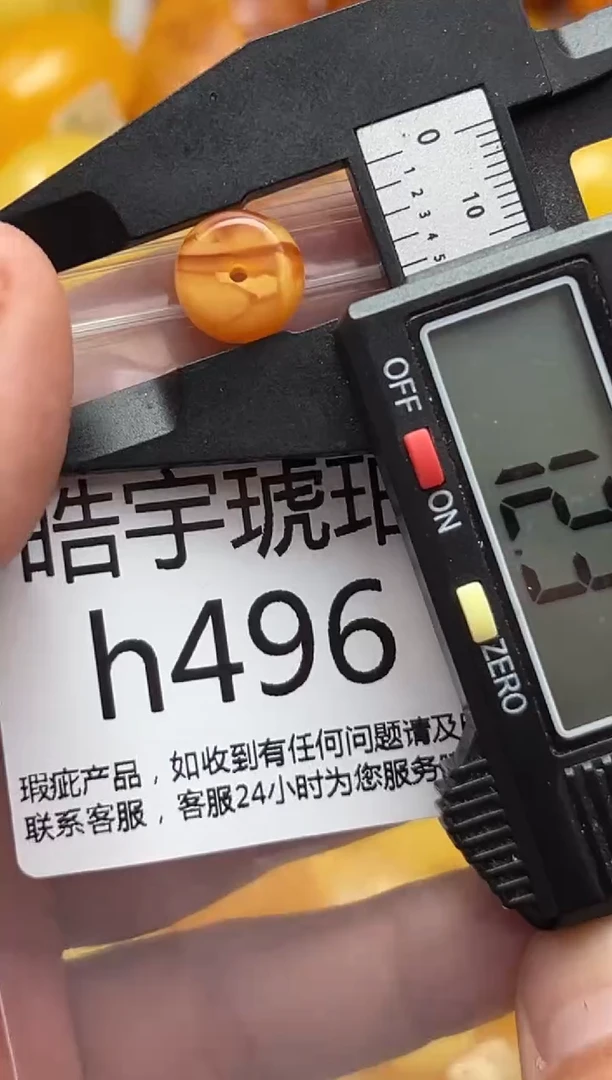 0
1 2 3 4 5
10
OFF
ON
ZERO
皓宇琥珀
h496
瑕疵产品，如收到有任何问题请及
联系客服，客服24小时为您服务